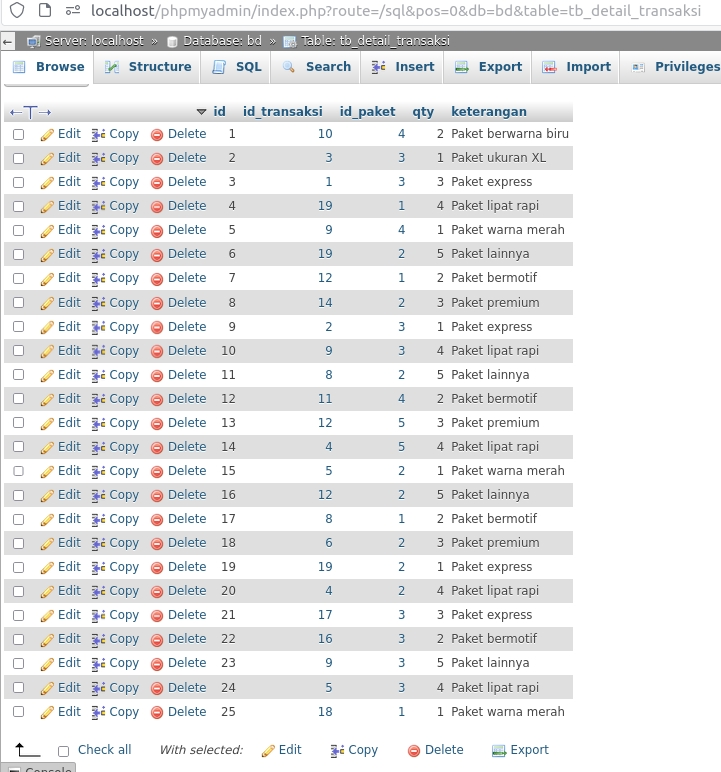 localhost/phpmyadmin/index.php?route=/sql&pos=0&db=bd&table=tb_detail_transaksi
Server: localhost » Database: bd » Table: tb_detail_transaksi
Browse Structure SQL Search Insert Export Import Privileges
id id_transaksi id_paket qty keterangan
Edit Copy Delete 1 10 4 2 Paket berwarna biru
Edit Copy Delete 2 3 3 1 Paket ukuran XL
Edit Copy Delete 3 1 3 3 Paket express
Edit Copy Delete 4 19 1 4 Paket lipat rapi
Edit Copy Delete 5 9 4 1 Paket warna merah
Edit Copy Delete 6 19 2 5 Paket lainnya
Edit Copy Delete 7 12 1 2 Paket bermotif
Edit Copy Delete 8 14 2 3 Paket premium
Edit Copy Delete 9 2 3 1 Paket express
Edit Copy Delete 10 9 3 4 Paket lipat rapi
Edit Copy Delete 11 8 2 5 Paket lainnya
Edit Copy Delete 12 11 4 2 Paket bermotif
Edit Copy Delete 13 12 5 3 Paket premium
Edit Copy Delete 14 4 5 4 Paket lipat rapi
Edit Copy Delete 15 5 2 1 Paket warna merah
Edit Copy Delete 16 12 2 5 Paket lainnya
Edit Copy Delete 17 8 1 2 Paket bermotif
Edit Copy Delete 18 6 2 3 Paket premium
Edit Copy Delete 19 19 2 1 Paket express
Edit Copy Delete 20 4 2 4 Paket lipat rapi
Edit Copy Delete 21 17 3 3 Paket express
Edit Copy Delete 22 16 3 2 Paket bermotif
Edit Copy Delete 23 9 3 5 Paket lainnya
Edit Copy Delete 24 5 3 4 Paket lipat rapi
Edit Copy Delete 25 18 1 1 Paket warna merah
Check all With selected: Edit Copy Delete Export
Console